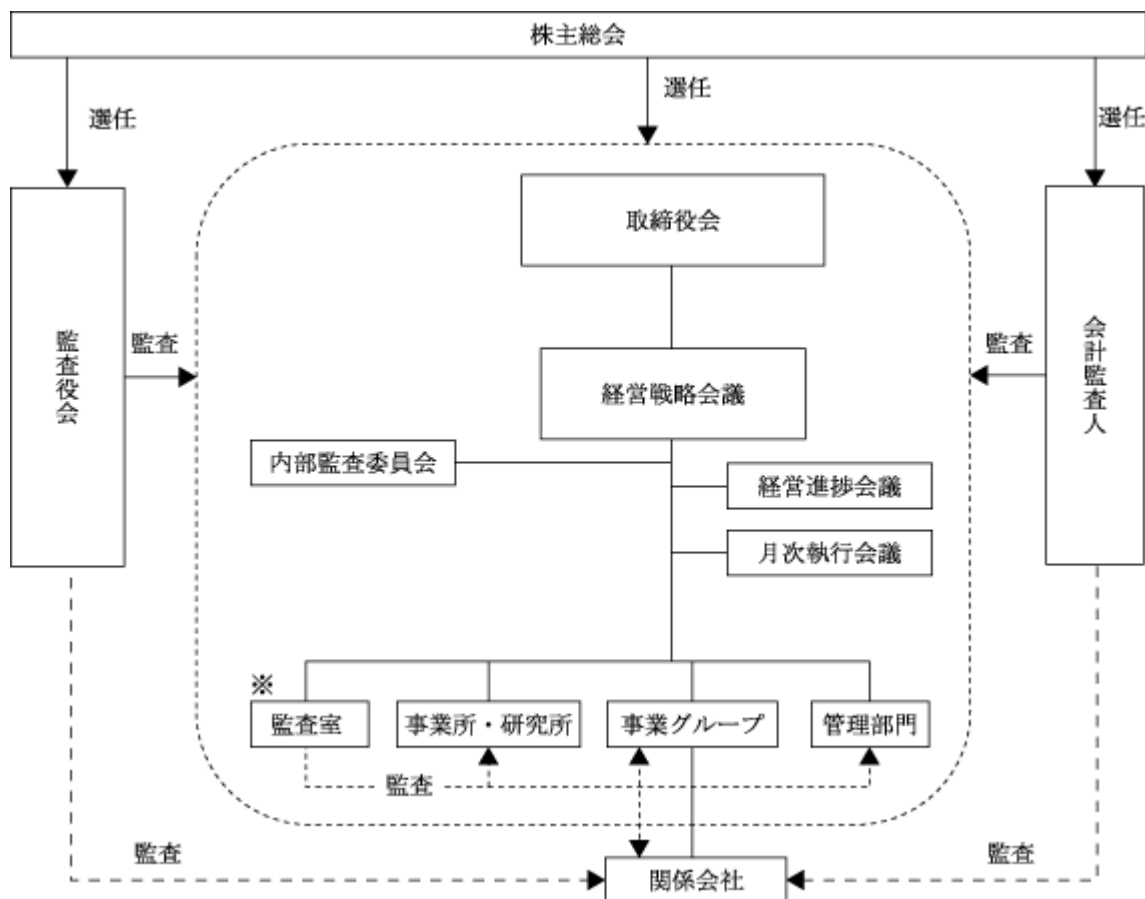 株主総会
選任
選任
選任
取締役会
監査役会
監査
経営戦略会議
監査
会計監査人
内部監査委員会
経営進捗会議
月次執行会議
※
監査室
事業所・研究所
事業グループ
管理部門
監査
監査
関係会社
監査